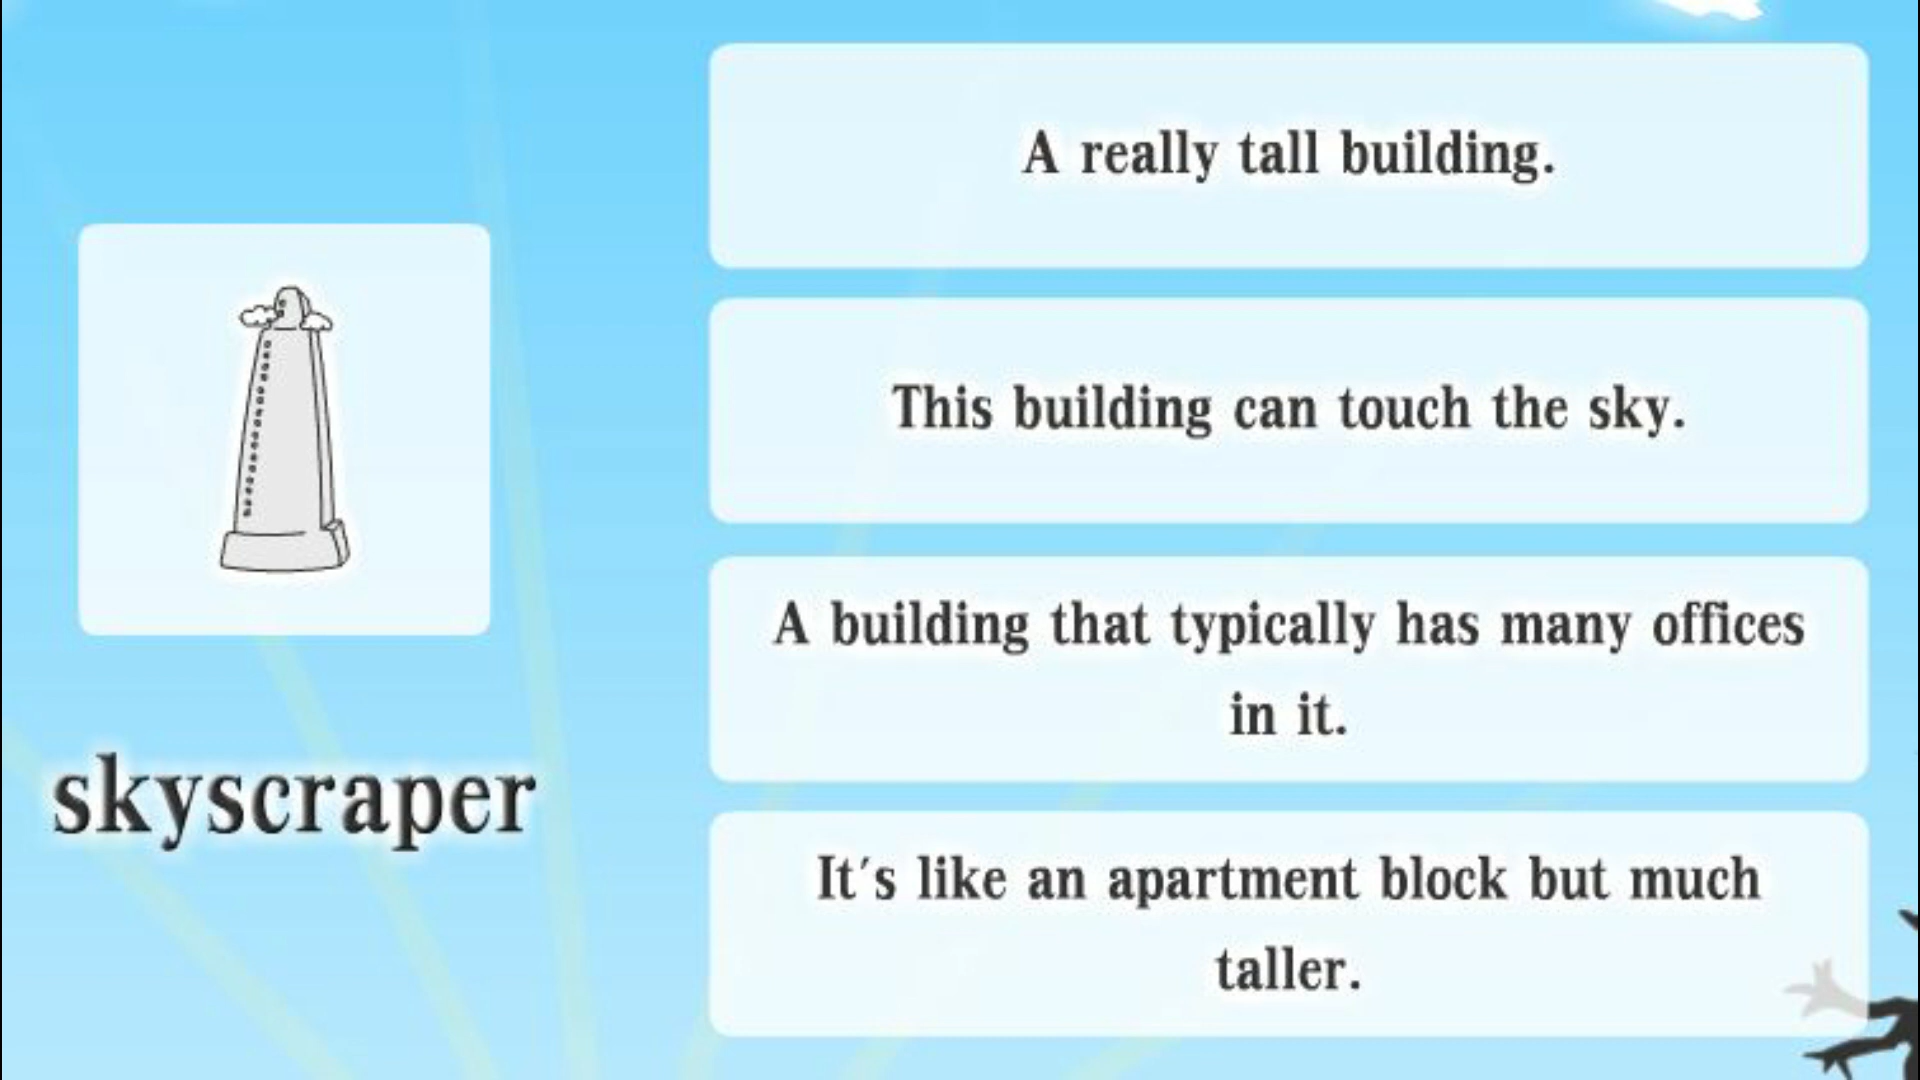 A really tall building.
This building can touch the sky.
A building that typically has many offices
in it.
It's like an apartment block but much
taller.
skyscraper